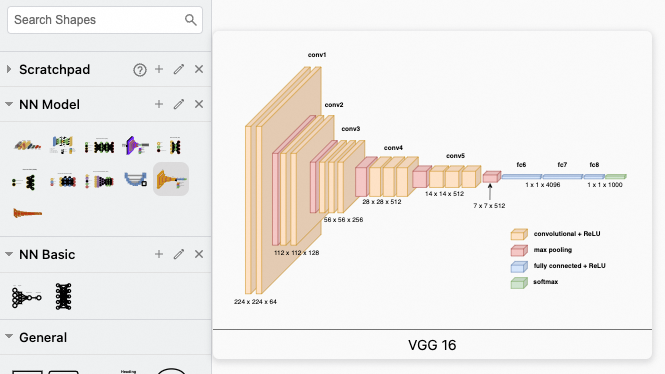 Search Shapes
Scratchpad
NN Model
NN Basic
General
Heading
conv1
conv2
conv3
conv4
conv5
fc6
fc7
fc8
1 x 1 x 4096
1 x 1 x 1000
14 x 14 x 512
28 x 28 x 512
7 x 7 x 512
56 x 56 x 256
112 x 112 x 128
224 x 224 x 64
convolutional + ReLU
max pooling
fully connected + ReLU
softmax
VGG 16